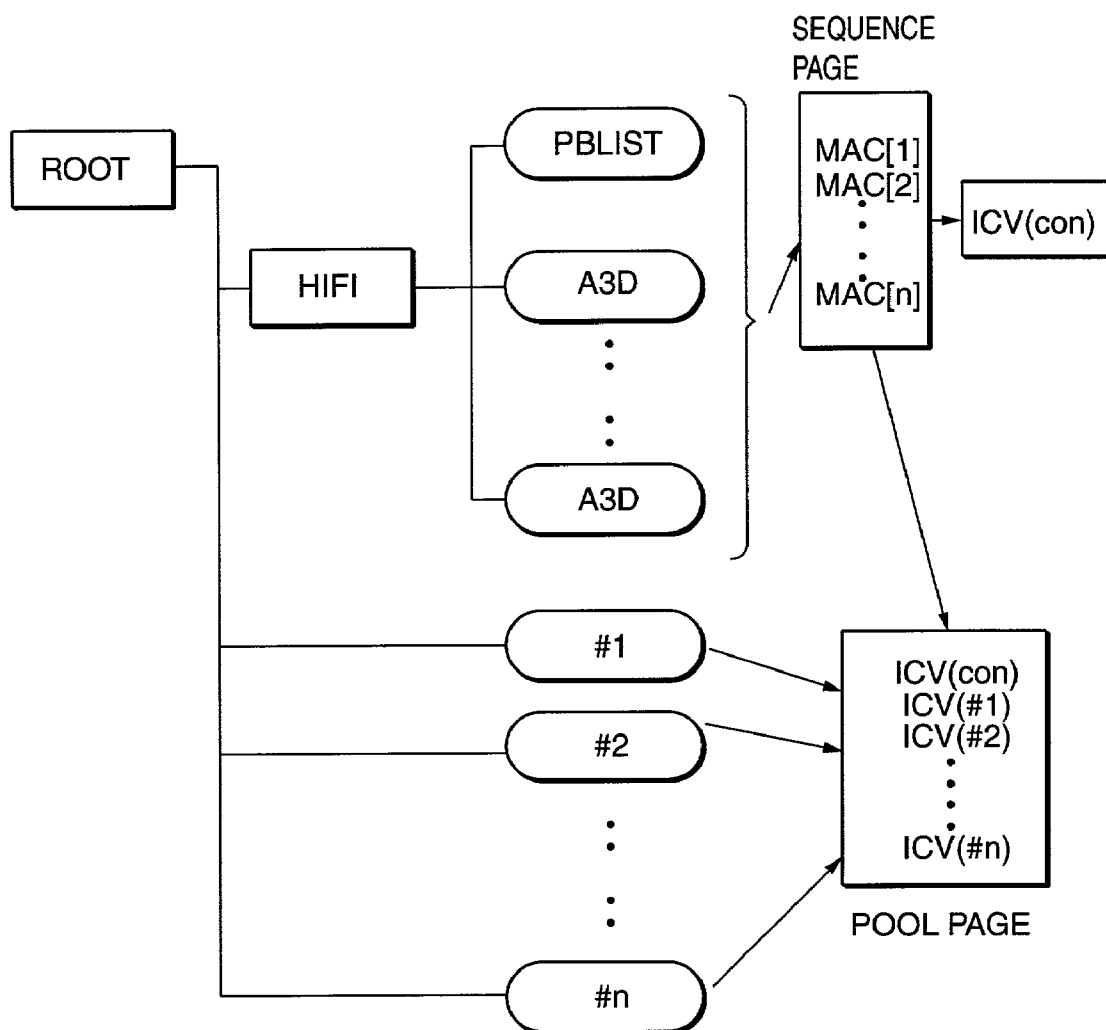 SEQUENCE
PAGE
ROOT
HIFI
PBLIST
A3D
A3D
MAC[1]
MAC[2]
MAC[n]
ICV(con)
#1
#2
#n
ICV(con)
ICV(#1)
ICV(#2)
ICV(#n)
POOL PAGE